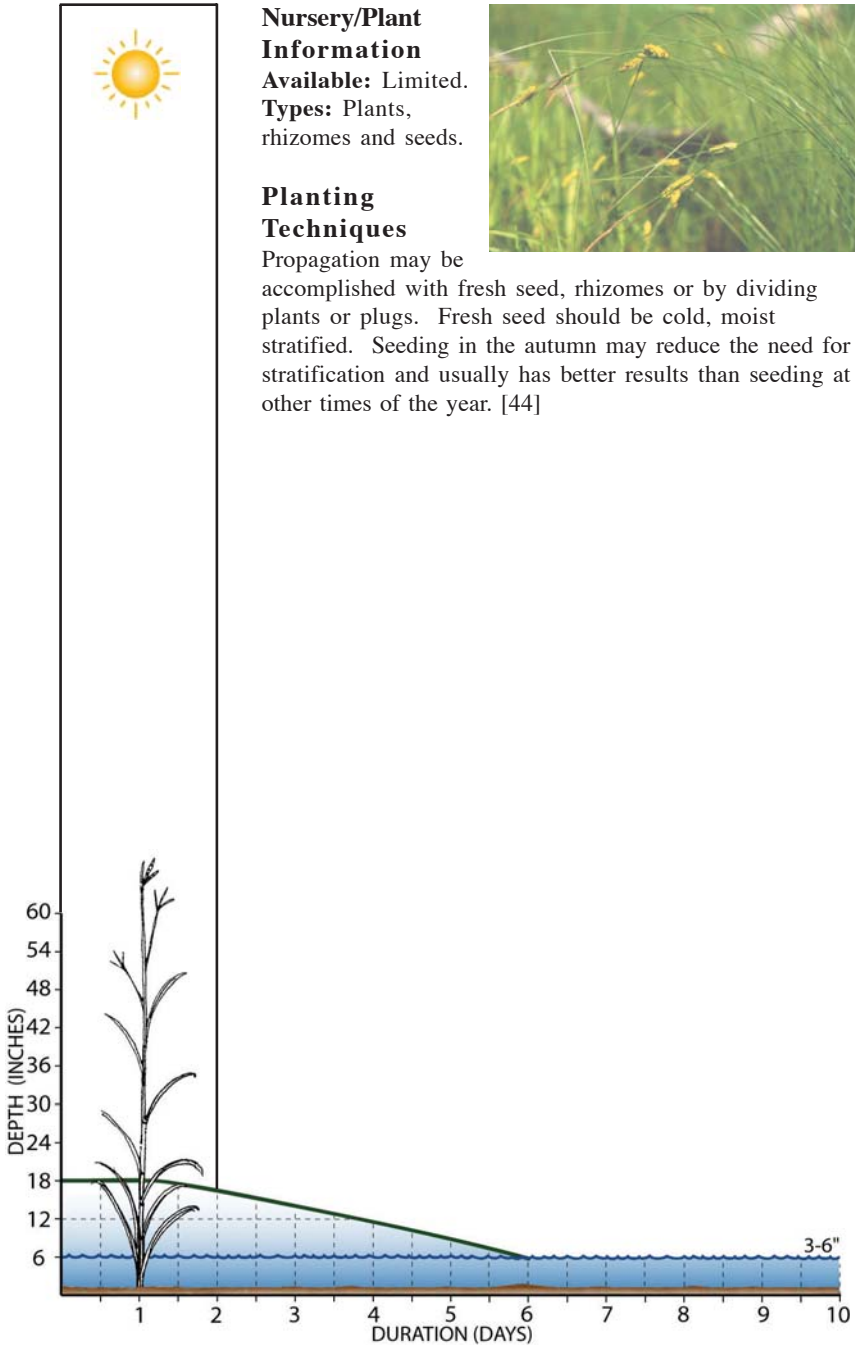 Nursery/Plant
Information
Available: Limited.
Types: Plants,
rhizomes and seeds.
Planting
Techniques
Propagation may be
accomplished with fresh seed, rhizomes or by dividing
plants or plugs. Fresh seed should be cold, moist
stratified. Seeding in the autumn may reduce the need for
stratification and usually has better results than seeding at
other times of the year. [44]
60
54
48
42
36
30
24
18
12
6
DEPTH (INCHES)
3-6"
1 2 3 4 5 6 7 8 9 10
DURATION (DAYS)